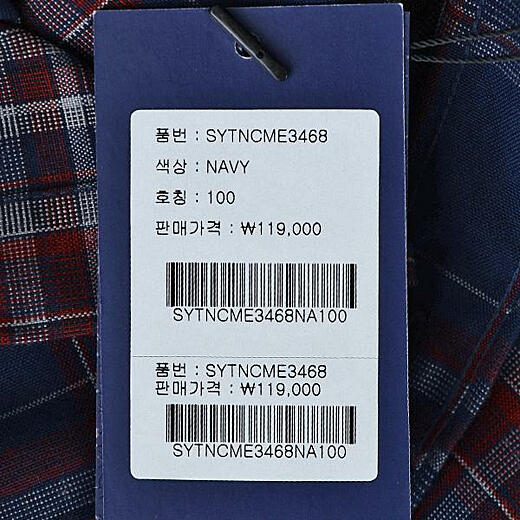 품번 : SYTNCME3468
색상 : NAVY
호칭 : 100
판매가격 : ₩119,000
SYTNCME3468NA100
품번 : SYTNCME3468
판매가격 : ₩119,000
SYTNCME3468NA100